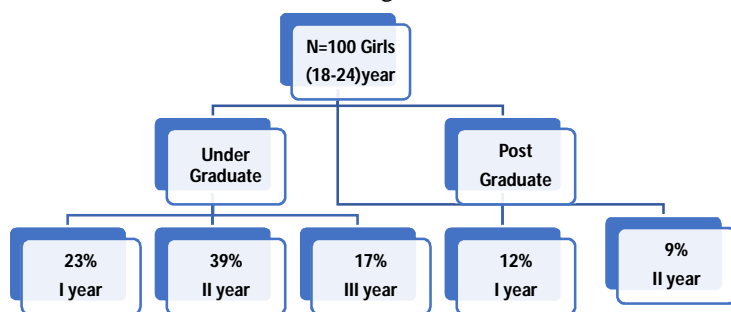 N=100 Girls
(18-24)year
Under
Graduate
Post
Graduate
23%
I year
39%
II year
17%
III year
12%
I year
9%
II year